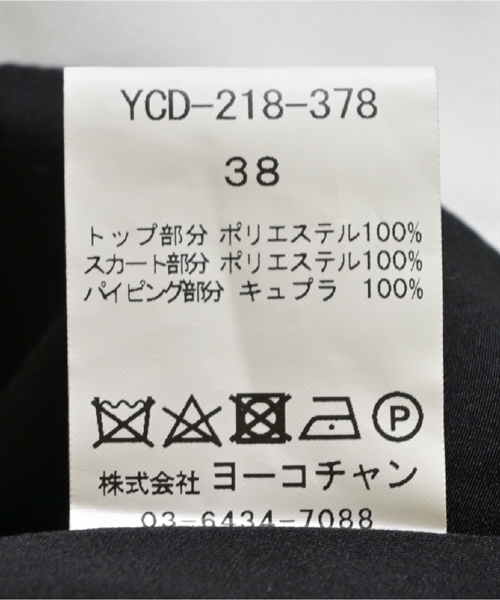 YCD-218-378
38
トップ部分 ポリエステル100%
スカート部分 ポリエステル100%
パイピング部分 キュプラ 100%
P
株式会社 ヨーコチャン
03-6434-7088